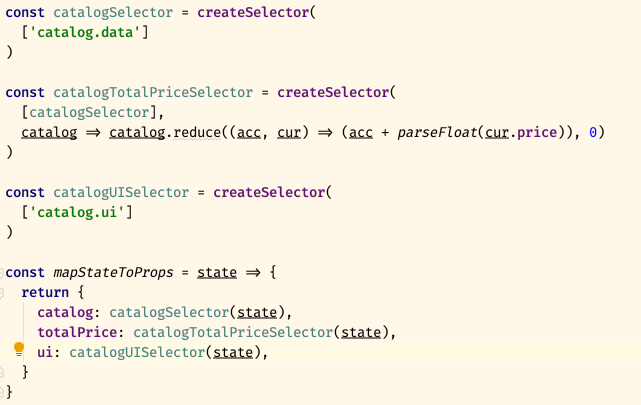 const catalogSelector = createSelector(
  ['catalog.data']
)

const catalogTotalPriceSelector = createSelector(
  [catalogSelector],
  catalog => catalog.reduce((acc, cur) => (acc + parseFloat(cur.price)), 0)
)

const catalogUISelector = createSelector(
  ['catalog.ui']
)

const mapStateToProps = state => {
  return {
    catalog: catalogSelector(state),
    totalPrice: catalogTotalPriceSelector(state),
    ui: catalogUISelector(state),
  }
}